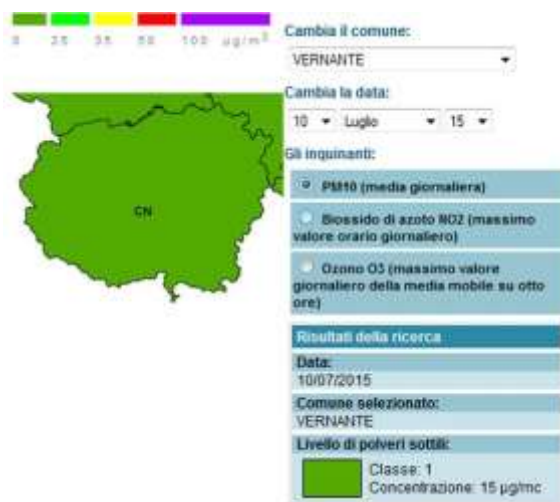 0 25 35 50 100 µg/m³
CN
Cambia il comune:
VERNANTE
Cambia la data:
10 Luglio 15
Gli inquinanti:
PM10 (media giornaliera)
Biossido di azoto NO2 (massimo
valore orario giornaliero)
Ozono O3 (massimo valore
giornaliero della media mobile su otto
ore)
Risultati della ricerca
Data:
10/07/2015
Comune selezionato:
VERNANTE
Livello di polveri sottili:
Classe: 1
Concentrazione: 15 µg/mc